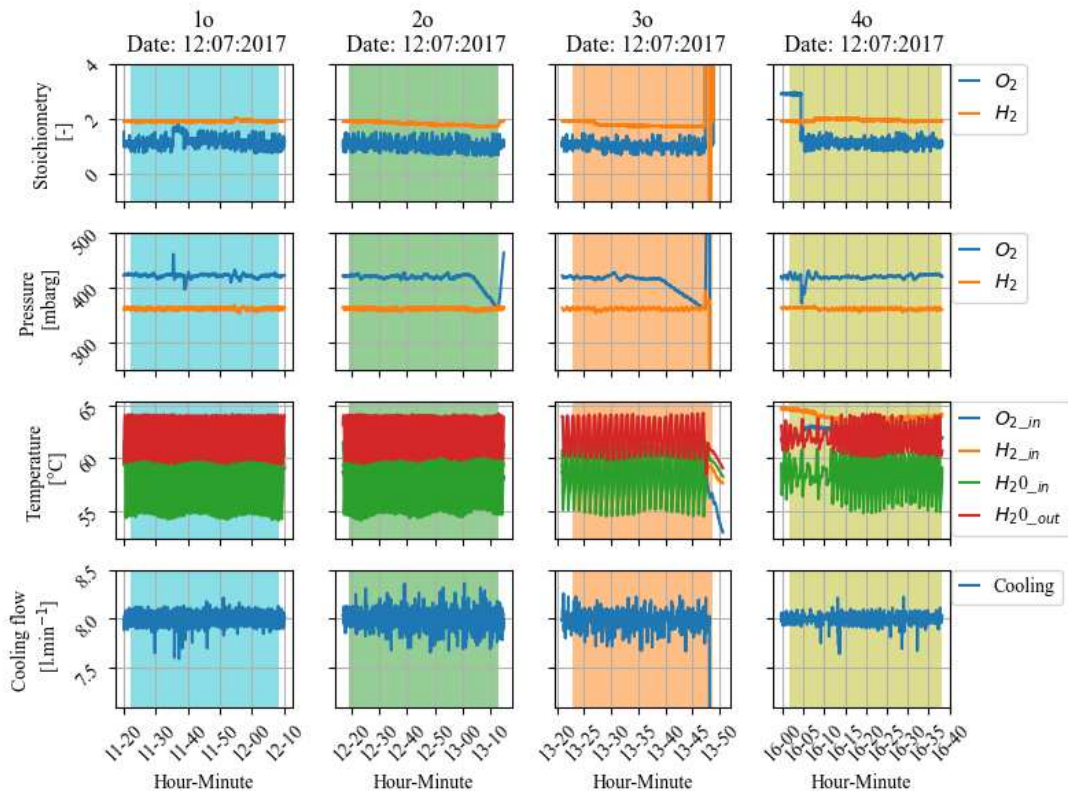 1o
Date: 12:07:2017
2o
Date: 12:07:2017
3o
Date: 12:07:2017
4o
Date: 12:07:2017
Stoichiometry
[-]
4
2
0
O₂
H₂
Pressure
[mbarg]
500
400
300
O₂
H₂
Temperature
[°C]
65
60
55
O₂_in
H₂_in
H₂0_in
H₂0_out
Cooling flow
[l.min⁻¹]
8.5
8.0
7.5
Cooling
11-20 11-30 11-40 11-50 12-00 12-10
12-20 12-30 12-40 12-50 13-00 13-10
13-20 13-25 13-30 13-35 13-40 13-45 13-50
16-00 16-05 16-10 16-15 16-20 16-25 16-30 16-35 16-40
Hour-Minute
Hour-Minute
Hour-Minute
Hour-Minute